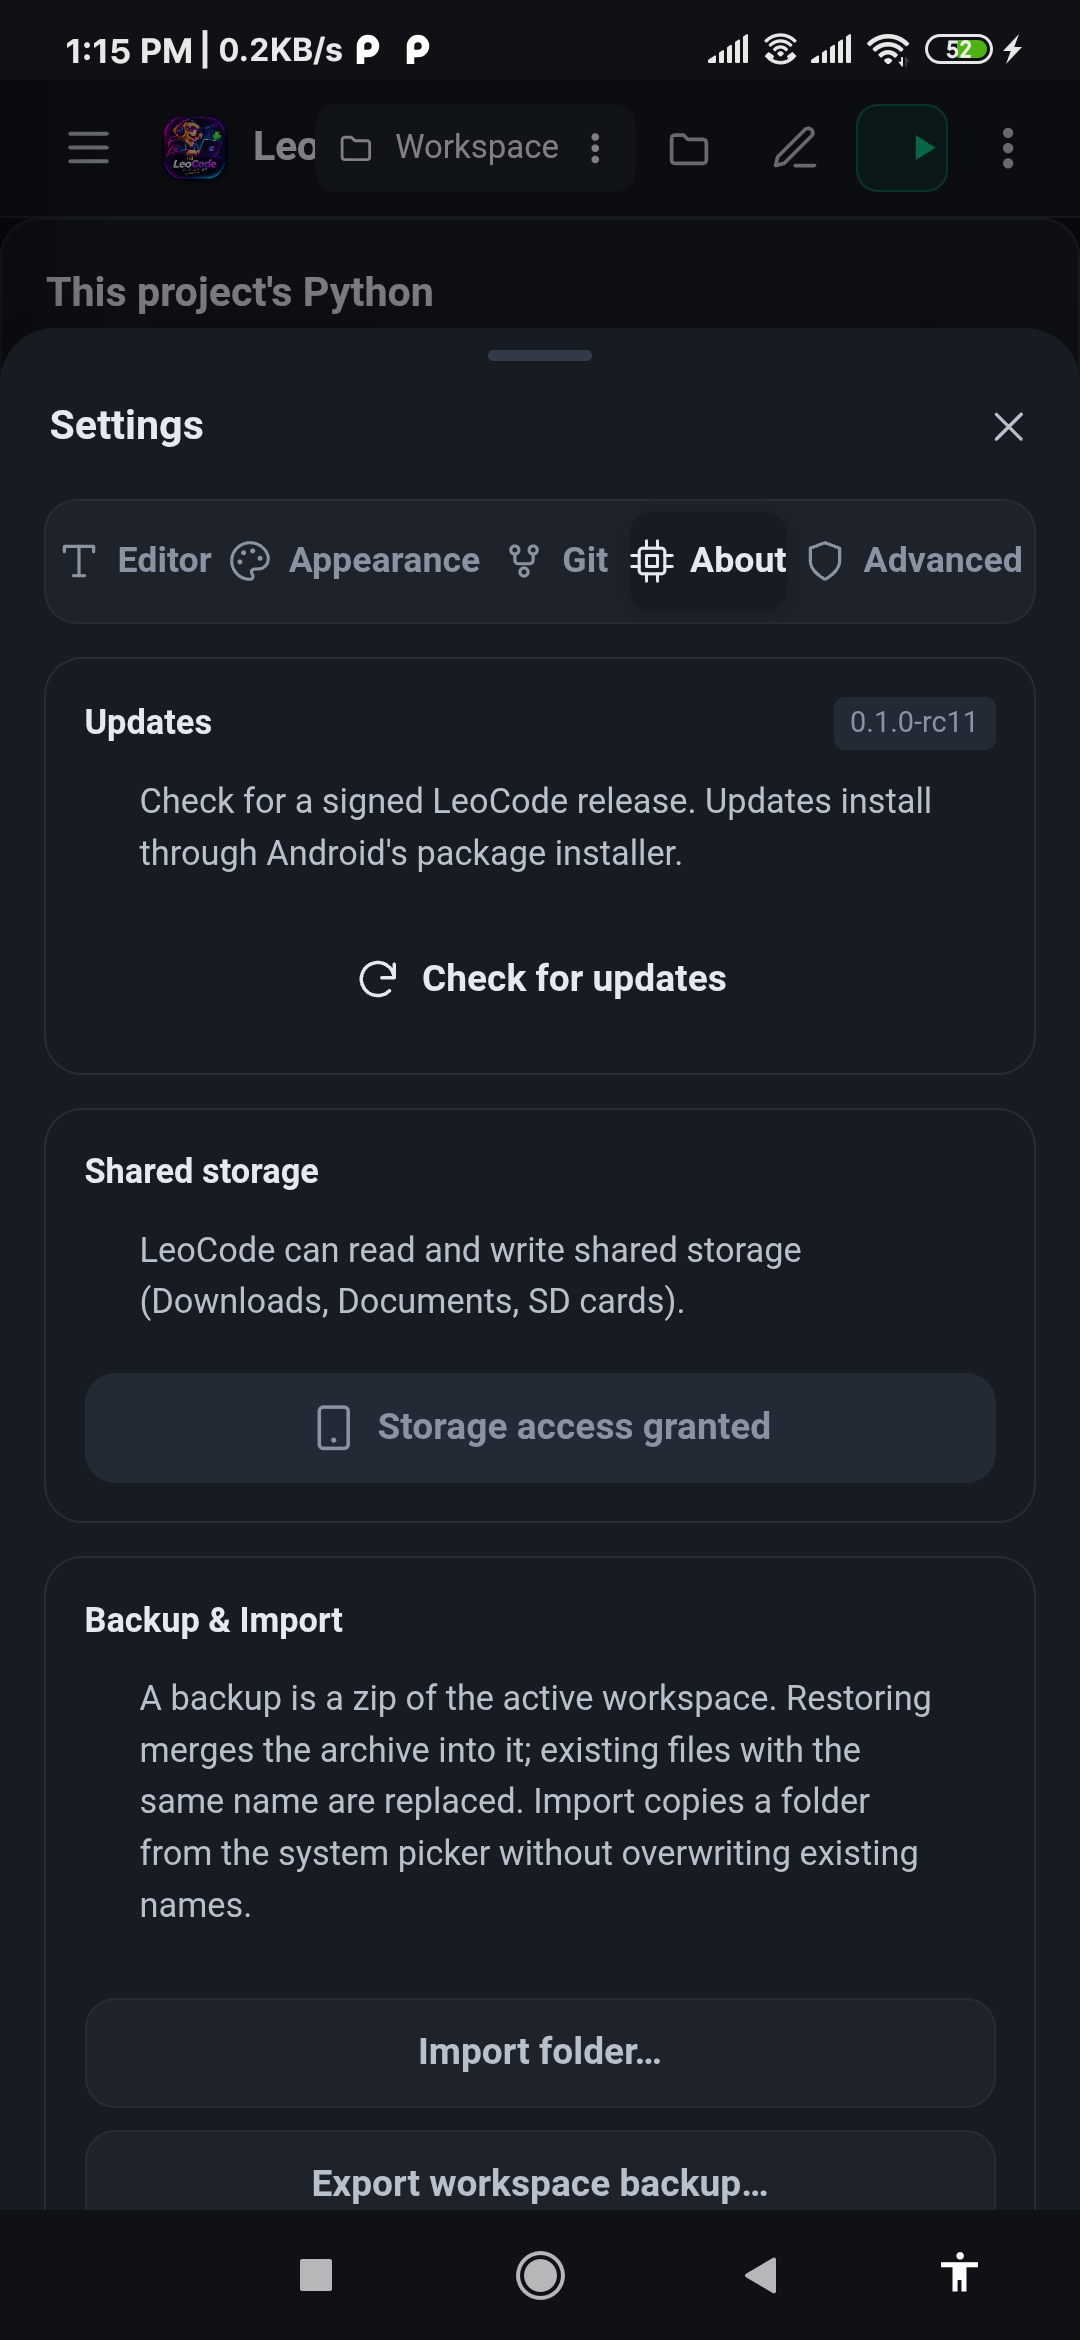 1:15 PM | 0.2KB/s
52
LeoCode
Leo
Workspace
This project's Python
Settings
Editor
Appearance
Git
About
Advanced
Updates
0.1.0-rc11
Check for a signed LeoCode release. Updates install
through Android's package installer.
Check for updates
Shared storage
LeoCode can read and write shared storage
(Downloads, Documents, SD cards).
Storage access granted
Backup & Import
A backup is a zip of the active workspace. Restoring
merges the archive into it; existing files with the
same name are replaced. Import copies a folder
from the system picker without overwriting existing
names.
Import folder...
Export workspace backup...